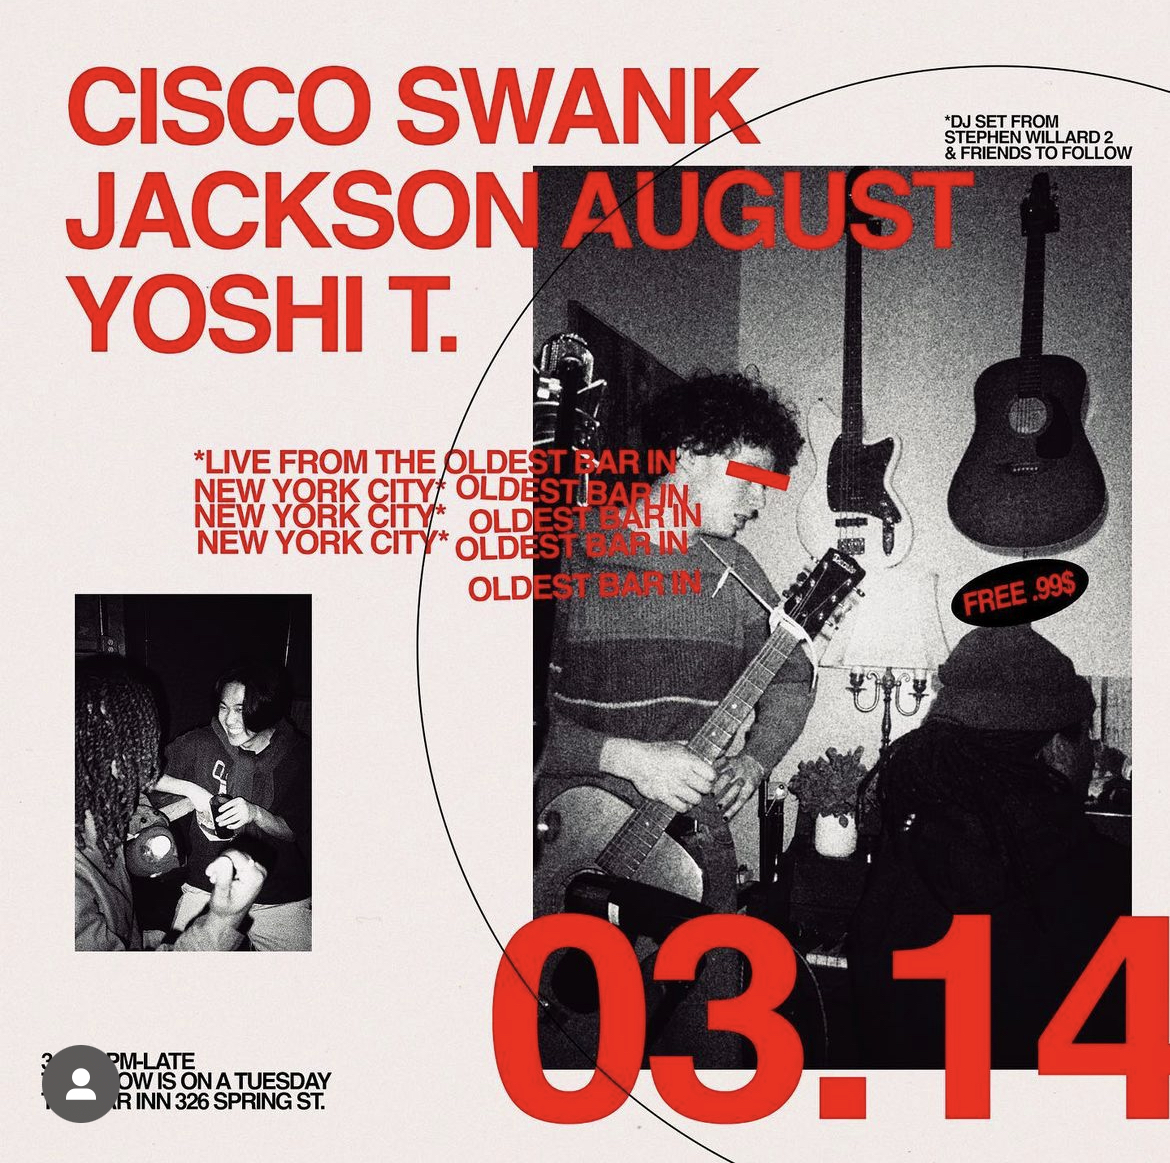 CISCO SWANK
JACKSON AUGUST
YOSHI T.
*DJ SET FROM
STEPHEN WILLARD 2
& FRIENDS TO FOLLOW
*LIVE FROM THE OLDEST BAR IN
NEW YORK CITY* OLDEST BAR IN
NEW YORK CITY* OLDEST BAR IN
NEW YORK CITY* OLDEST BAR IN
OLDEST BAR IN
FREE .99$
03.14
PM-LATE
IS ON A TUESDAY
INN 326 SPRING ST.